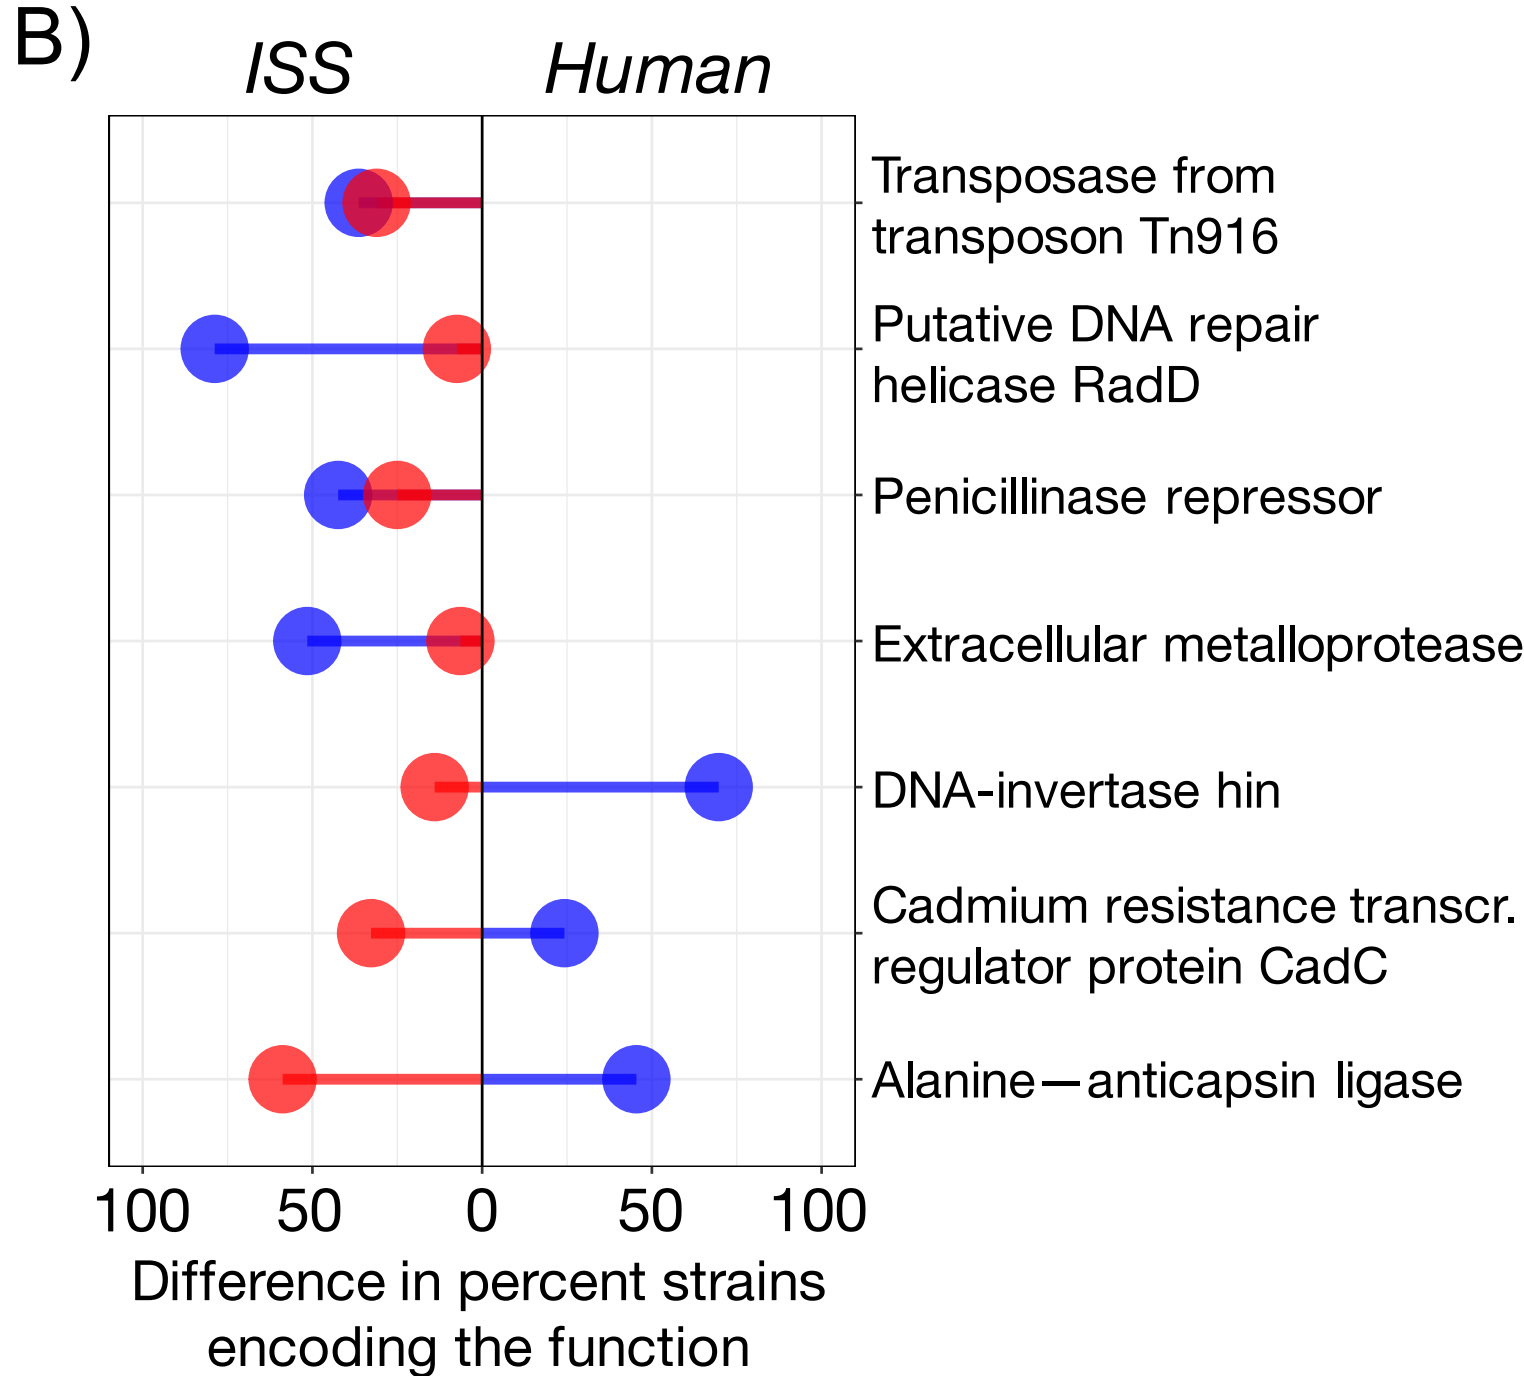 B)
ISS Human
Transposase from
transposon Tn916
Putative DNA repair
helicase RadD
Penicillinase repressor
Extracellular metalloprotease
DNA-invertase hin
Cadmium resistance transcr.
regulator protein CadC
Alanine—anticapsin ligase
100 50 0 50 100
Difference in percent strains
encoding the function